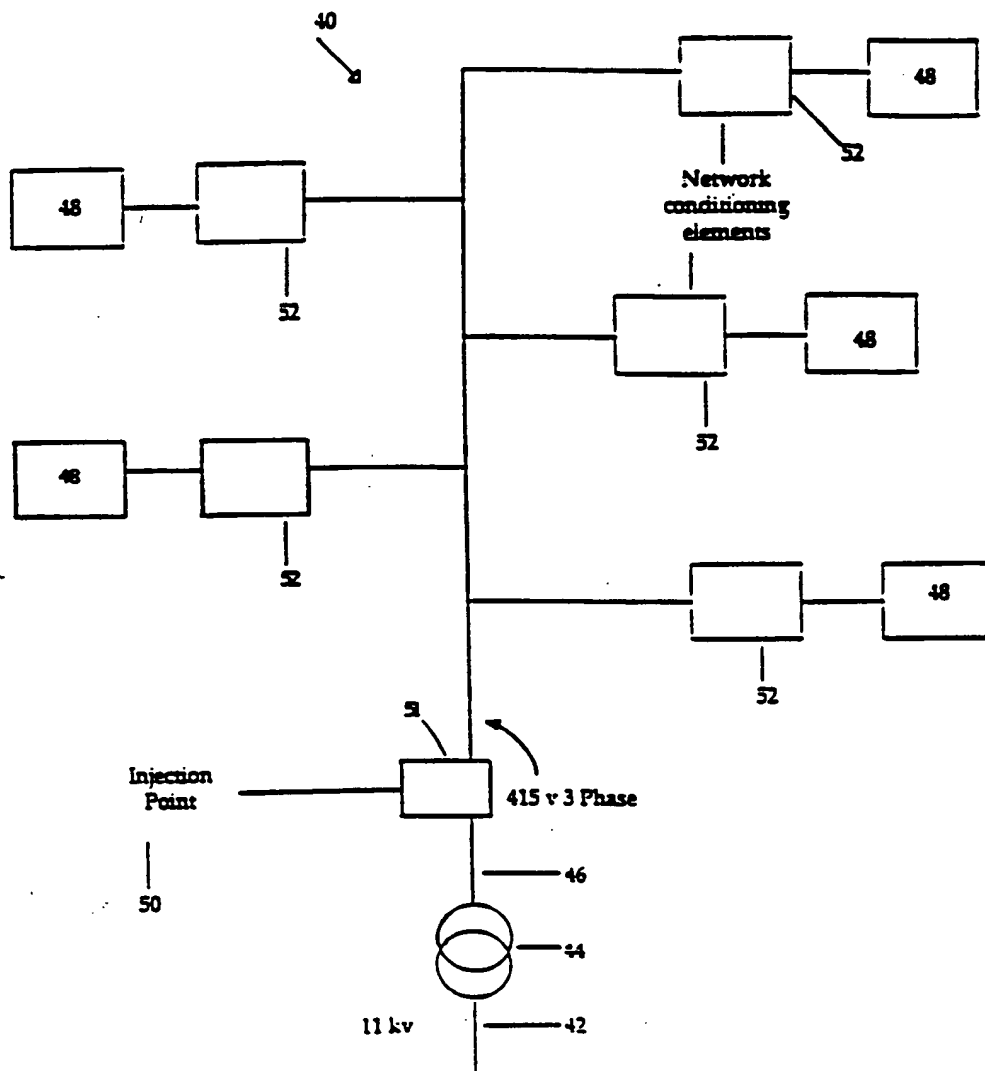 40
48
52
Network
conditioning
elements
48
52
48
52
48
52
48
52
51
Injection
Point
415 v 3 Phase
50
46
44
11 kv
42